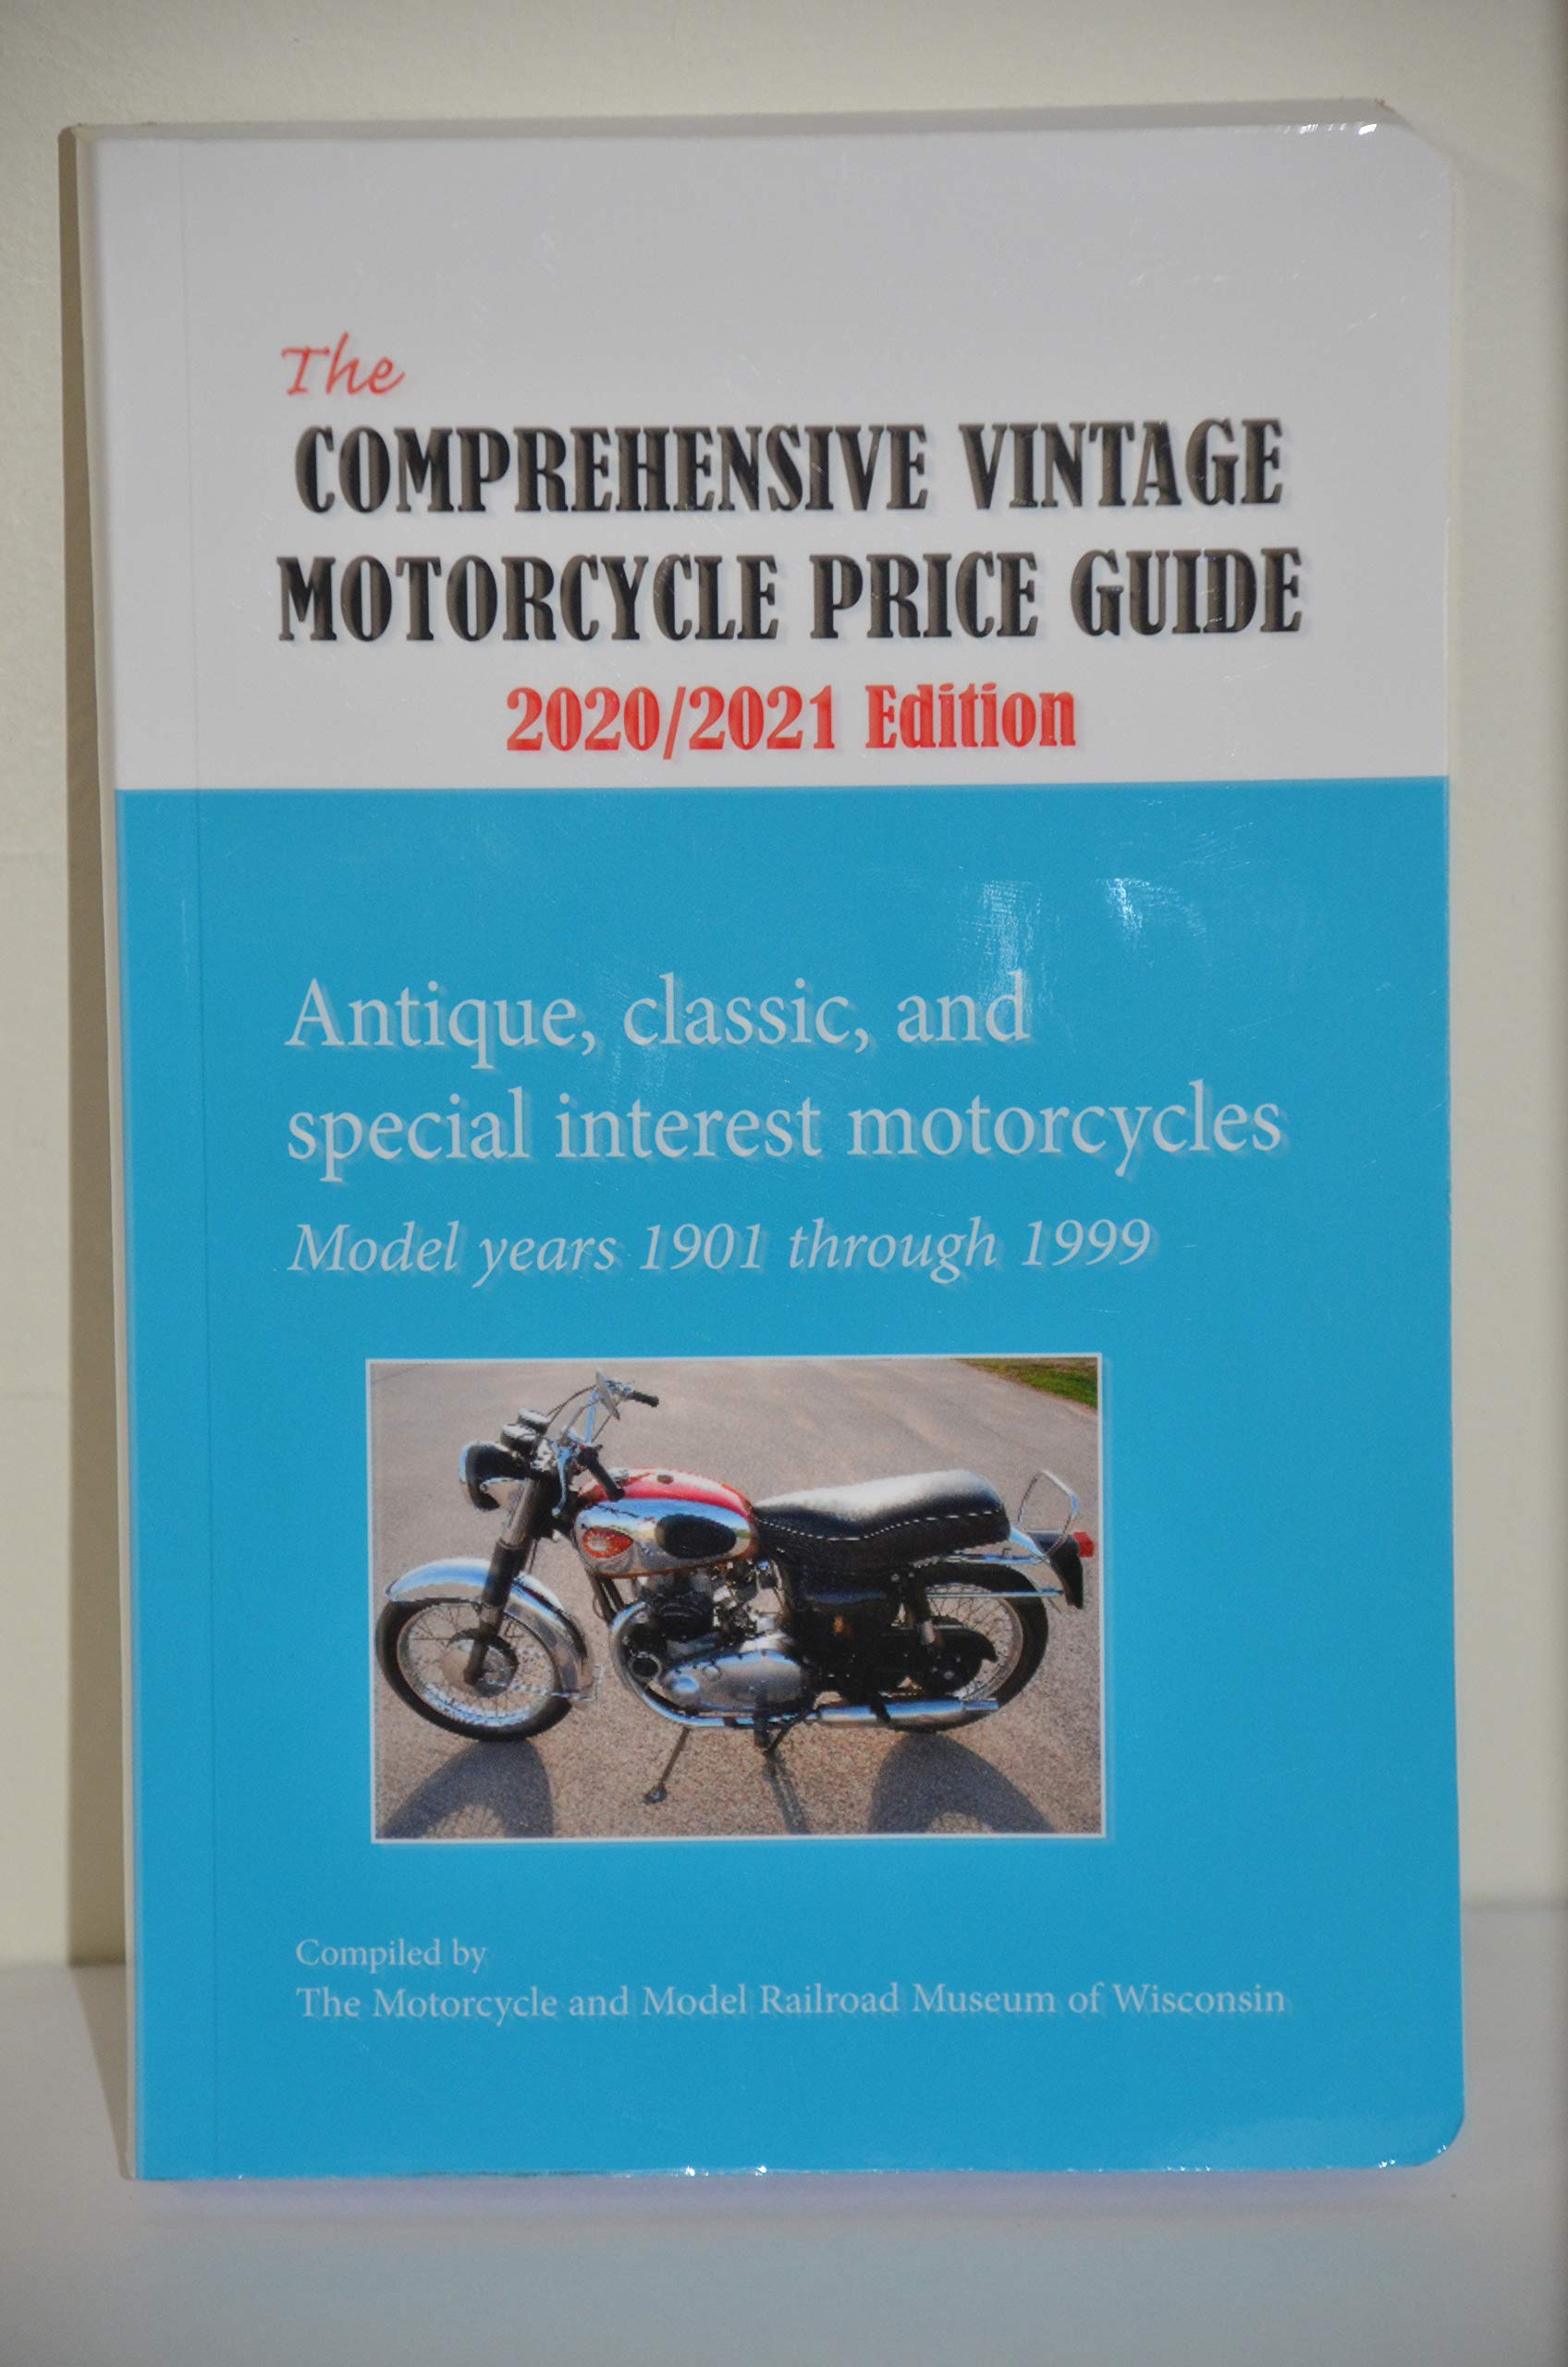 The
COMPREHENSIVE VINTAGE
MOTORCYCLE PRICE GUIDE
2020/2021 Edition
Antique, classic, and
special interest motorcycles
Model years 1901 through 1999
Compiled by
The Motorcycle and Model Railroad Museum of Wisconsin